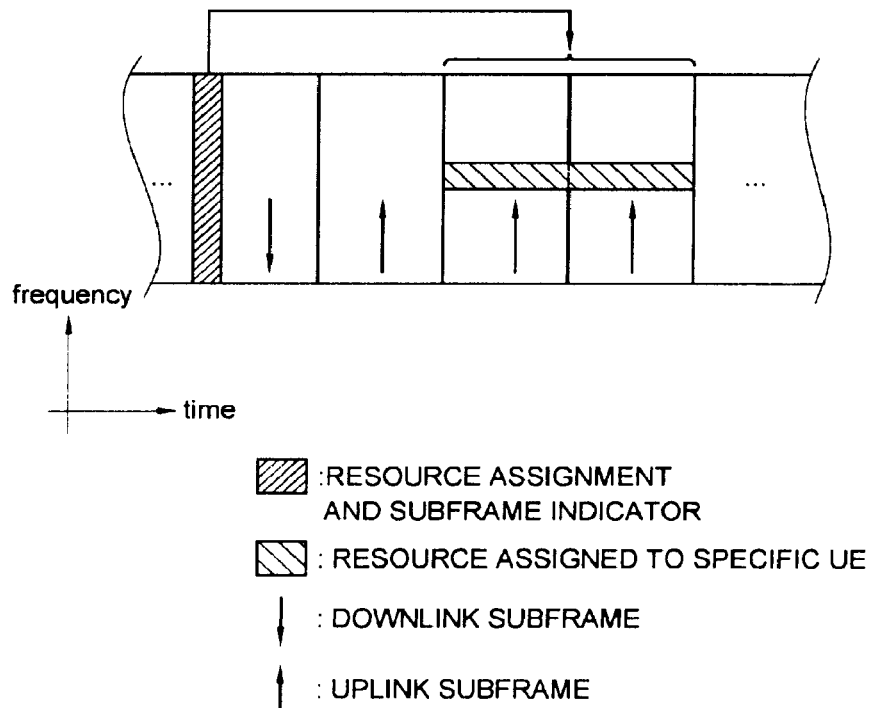 ...
...
frequency
time
:RESOURCE ASSIGNMENT
AND SUBFRAME INDICATOR
: RESOURCE ASSIGNED TO SPECIFIC UE
: DOWNLINK SUBFRAME
: UPLINK SUBFRAME